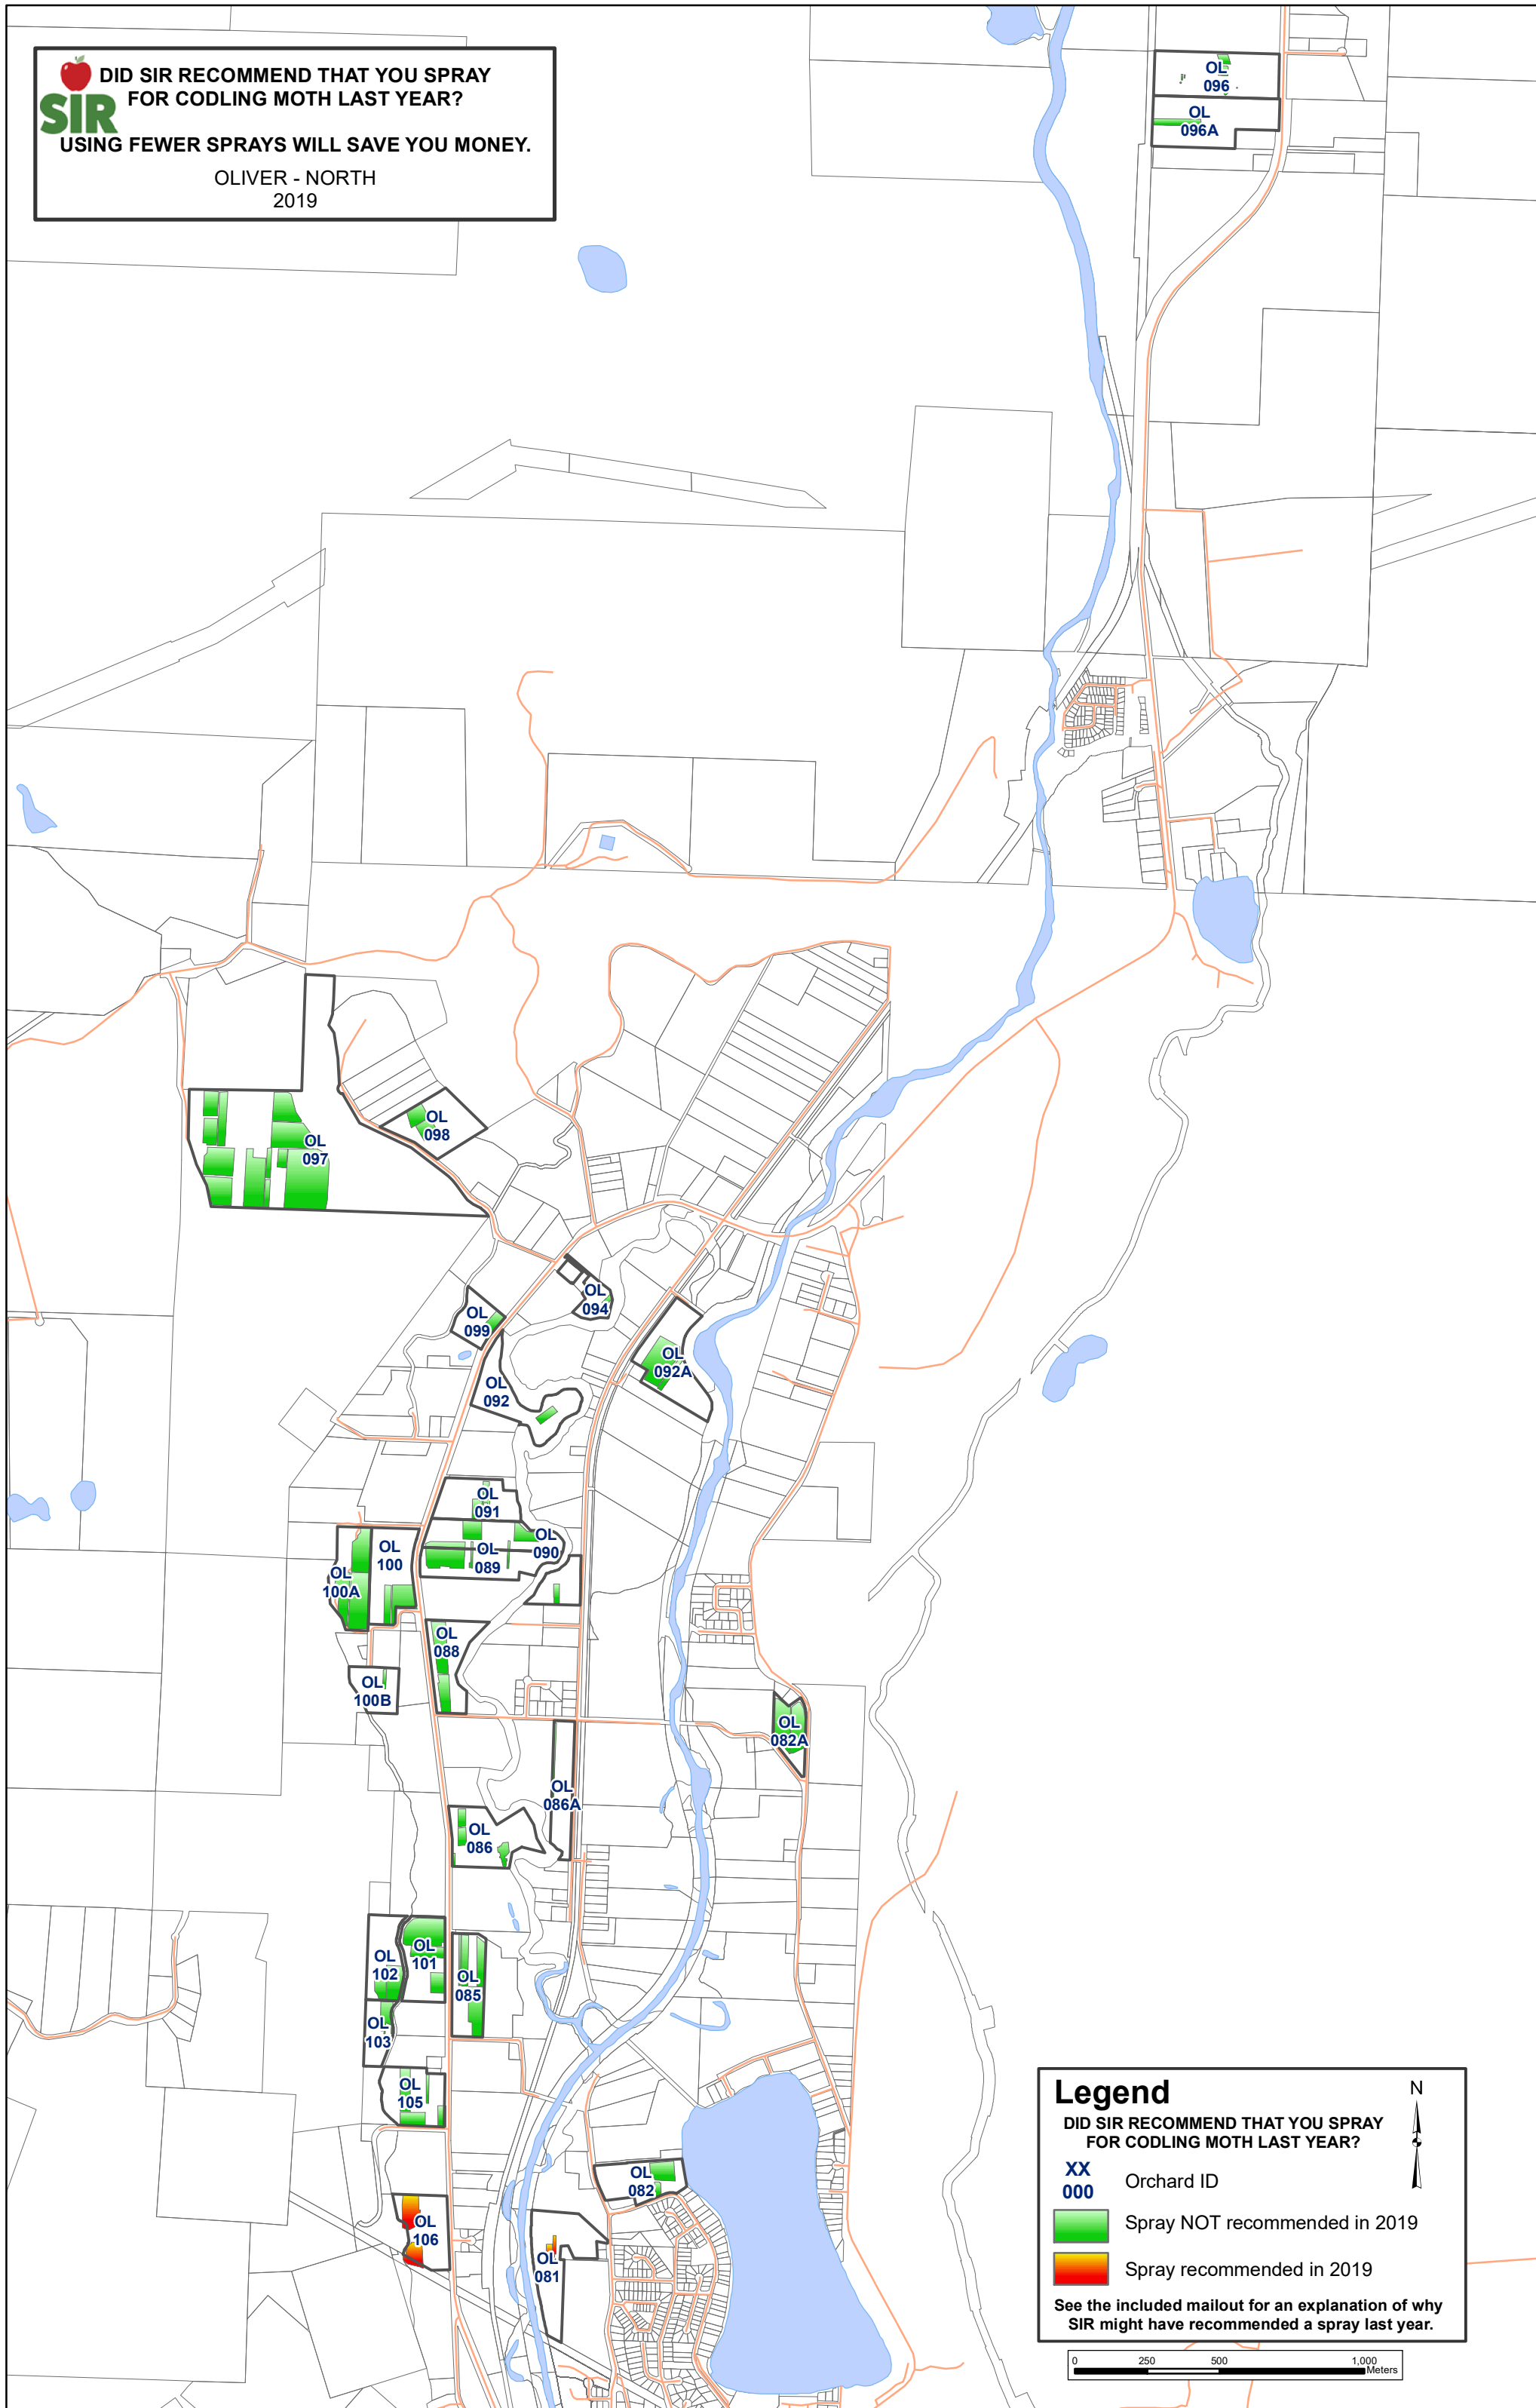 SIR
DID SIR RECOMMEND THAT YOU SPRAY
FOR CODLING MOTH LAST YEAR?
USING FEWER SPRAYS WILL SAVE YOU MONEY.
OLIVER - NORTH
2019
OL
096
OL
096A
OL
098
OL
097
OL
094
OL
099
OL
092A
OL
092
OL
091
OL
090
OL
089
OL
100
OL
100A
OL
088
OL
100B
OL
082A
OL
086A
OL
086
OL
101
OL
102
OL
085
OL
103
OL
105
OL
082
OL
106
OL
081
Legend
N
DID SIR RECOMMEND THAT YOU SPRAY
FOR CODLING MOTH LAST YEAR?
XX
000
Orchard ID
Spray NOT recommended in 2019
Spray recommended in 2019
See the included mailout for an explanation of why
SIR might have recommended a spray last year.
0 250 500 1,000
Meters